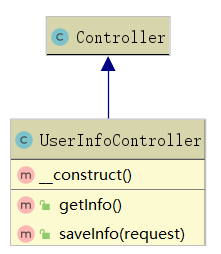 C Controller
C UserInfoController
m __construct()
m getInfo()
m saveInfo(request)